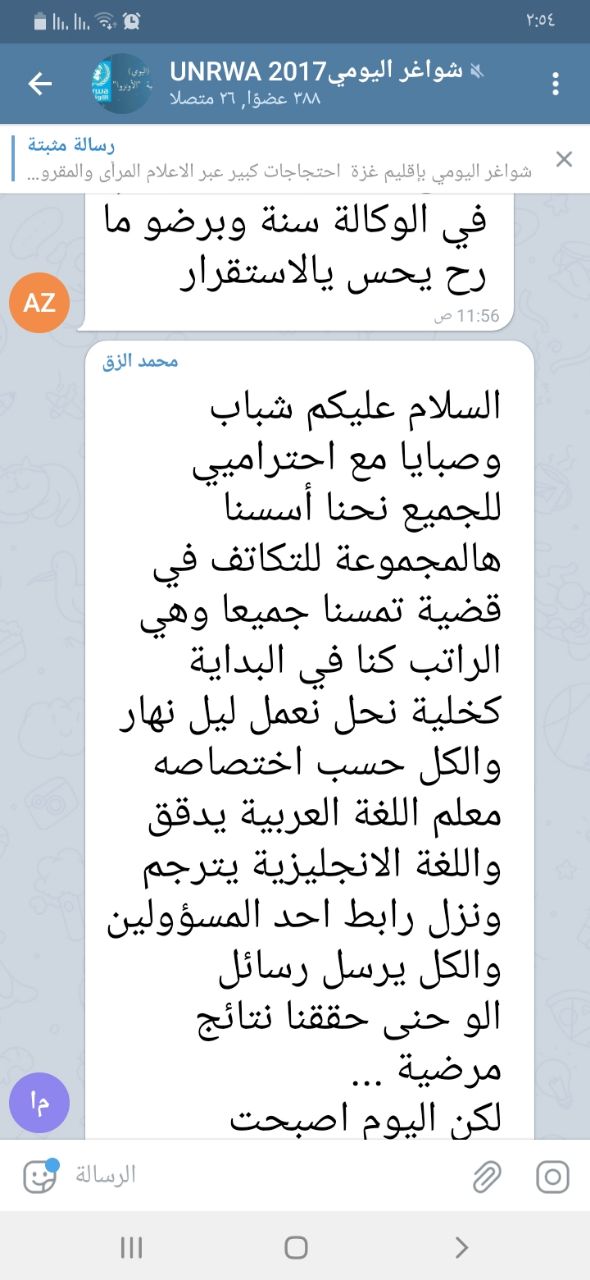 ٢:٥٤
شواغر اليومي UNRWA 2017
٣٨٨ عضوًا, ٢٦ متصلا
رسالة مثبتة
شواغر اليومي بإقليم غزة احتجاجات كبير عبر الاعلام المرأى والمقرو...
في الوكالة سنة وبرضو ما
رح يحس يالاستقرار
11:56 ص
AZ
محمد الزق
السلام عليكم شباب
وصبايا مع احتراميي
للجميع نحنا أسسنا
هالمجموعة للتكاتف في
قضية تمسنا جميعا وهي
الراتب كنا في البداية
كخلية نحل نعمل ليل نهار
والكل حسب اختصاصه
معلم اللغة العربية يدقق
واللغة الانجليزية يترجم
ونزل رابط احد المسؤولين
والكل يرسل رسائل
الو حنى حققنا نتائج
مرضية ...
لكن اليوم اصبحت
ما
الرسالة